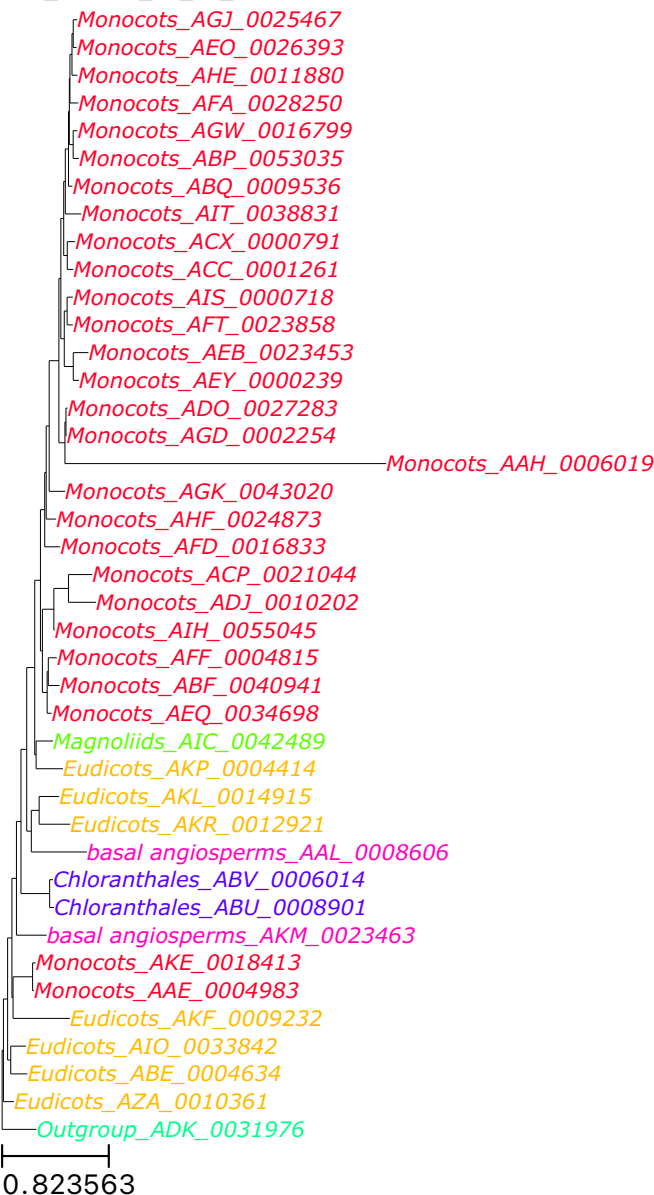 Monocots_AGJ_0025467
Monocots_AEO_0026393
Monocots_AHE_0011880
Monocots_AFA_0028250
Monocots_AGW_0016799
Monocots_ABP_0053035
Monocots_ABQ_0009536
Monocots_AIT_0038831
Monocots_ACX_0000791
Monocots_ACC_0001261
Monocots_AIS_0000718
Monocots_AFT_0023858
Monocots_AEB_0023453
Monocots_AEY_0000239
Monocots_ADO_0027283
Monocots_AGD_0002254
Monocots_AAH_0006019
Monocots_AGK_0043020
Monocots_AHF_0024873
Monocots_AFD_0016833
Monocots_ACP_0021044
Monocots_ADJ_0010202
Monocots_AIH_0055045
Monocots_AFF_0004815
Monocots_ABF_0040941
Monocots_AEQ_0034698
Magnoliids_AIC_0042489
Eudicots_AKP_0004414
Eudicots_AKL_0014915
Eudicots_AKR_0012921
basal angiosperms_AAL_0008606
Chloranthales_ABV_0006014
Chloranthales_ABU_0008901
basal angiosperms_AKM_0023463
Monocots_AKE_0018413
Monocots_AAE_0004983
Eudicots_AKF_0009232
Eudicots_AIO_0033842
Eudicots_ABE_0004634
Eudicots_AZA_0010361
Outgroup_ADK_0031976
0.823563